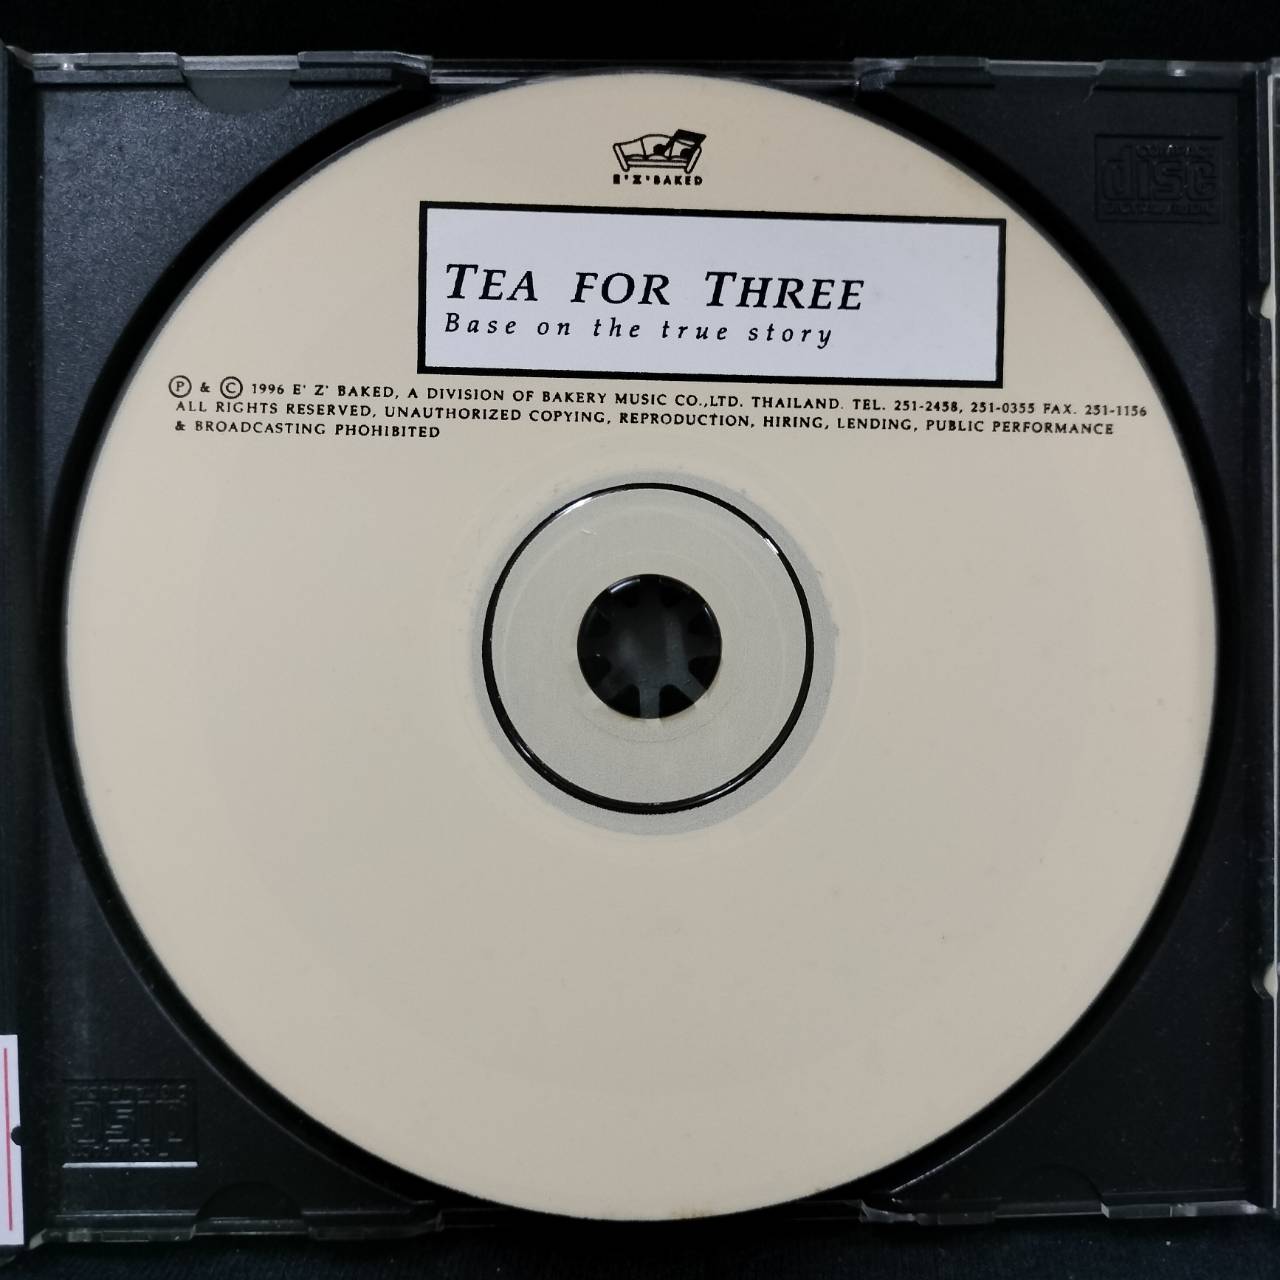 E'Z'BAKED
COMPACT
disc
TEA FOR THREE
Base on the true story
Ⓟ & Ⓒ 1996 E' Z' BAKED, A DIVISION OF BAKERY MUSIC CO.,LTD. THAILAND. TEL. 251-2458, 251-0355 FAX. 251-1156
ALL RIGHTS RESERVED, UNAUTHORIZED COPYING, REPRODUCTION, HIRING, LENDING, PUBLIC PERFORMANCE
& BROADCASTING PHOHIBITED